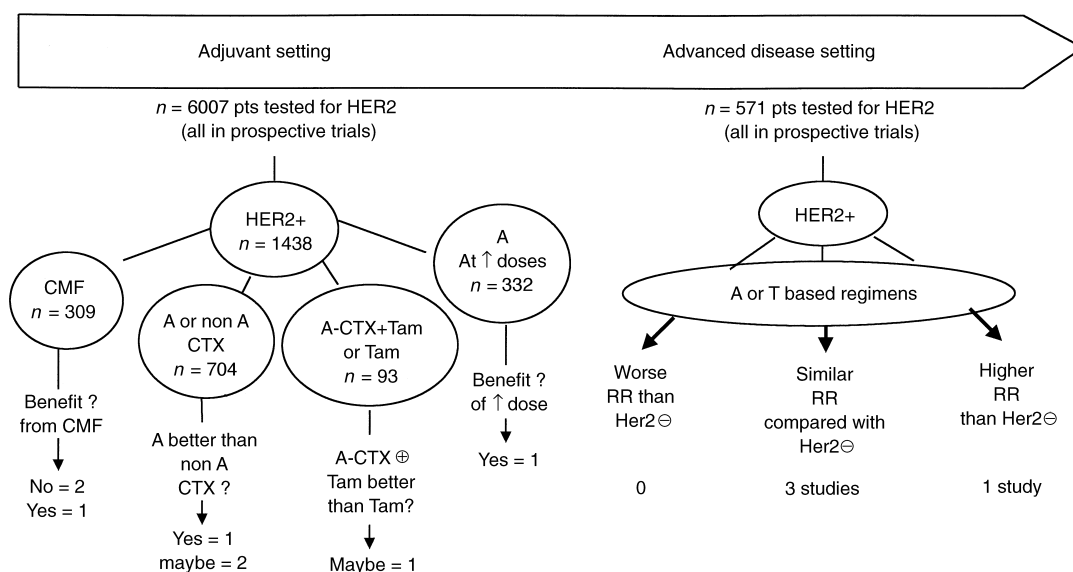 Adjuvant setting
Advanced disease setting
n = 6007 pts tested for HER2
(all in prospective trials)
n = 571 pts tested for HER2
(all in prospective trials)
HER2+
n = 1438
CMF
n = 309
A or non A
CTX
n = 704
A-CTX+Tam
or Tam
n = 93
A
At ↑ doses
n = 332
Benefit ?
from CMF
No = 2
Yes = 1
A better than
non A
CTX ?
Yes = 1
maybe = 2
A-CTX ⊕
Tam better
than Tam?
Maybe = 1
Benefit ?
of ↑ dose
Yes = 1
HER2+
A or T based regimens
Worse
RR than
Her2⊖
0
Similar
RR
compared with
Her2⊖
3 studies
Higher
RR
than Her2⊖
1 study